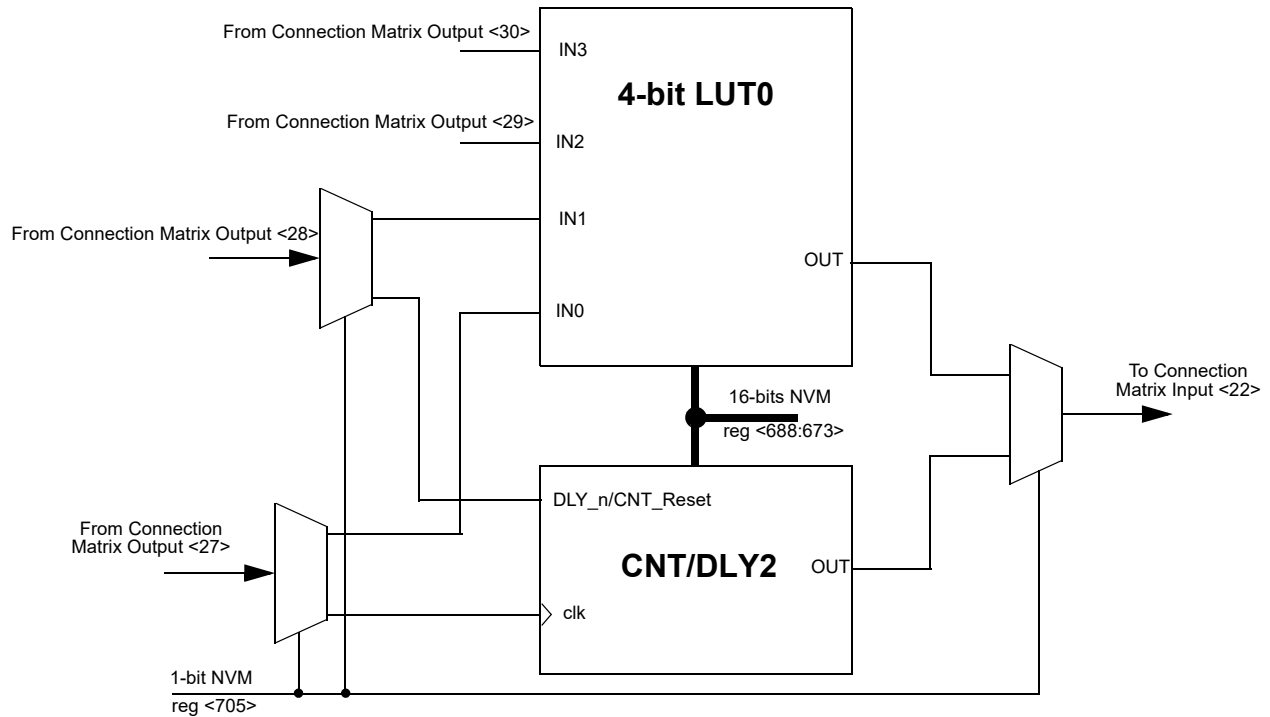 From Connection Matrix Output <30>
IN3
4-bit LUT0
From Connection Matrix Output <29>
IN2
IN1
From Connection Matrix Output <28>
OUT
IN0
To Connection
Matrix Input <22>
16-bits NVM
reg <688:673>
DLY_n/CNT_Reset
From Connection
Matrix Output <27>
CNT/DLY2
OUT
clk
1-bit NVM
reg <705>